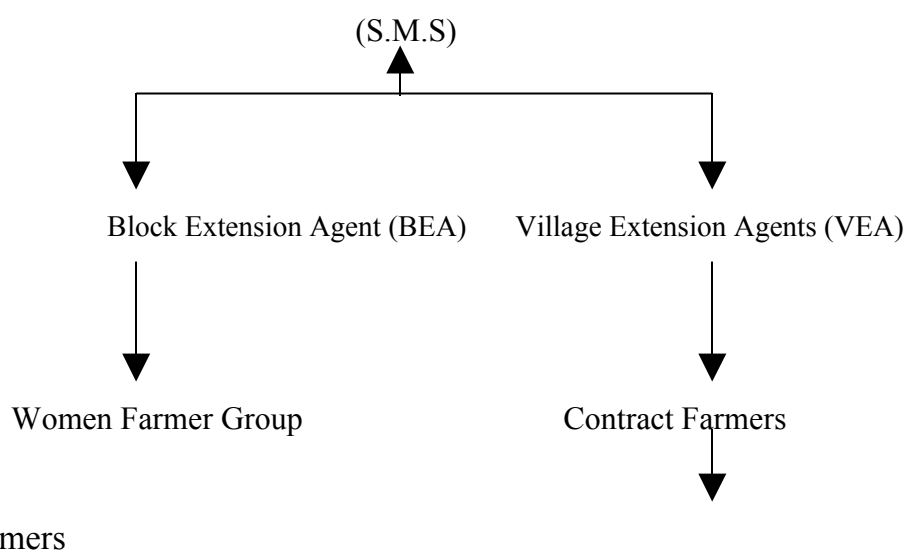 (S.M.S)
Block Extension Agent (BEA) Village Extension Agents (VEA)
Women Farmer Group Contract Farmers
mers